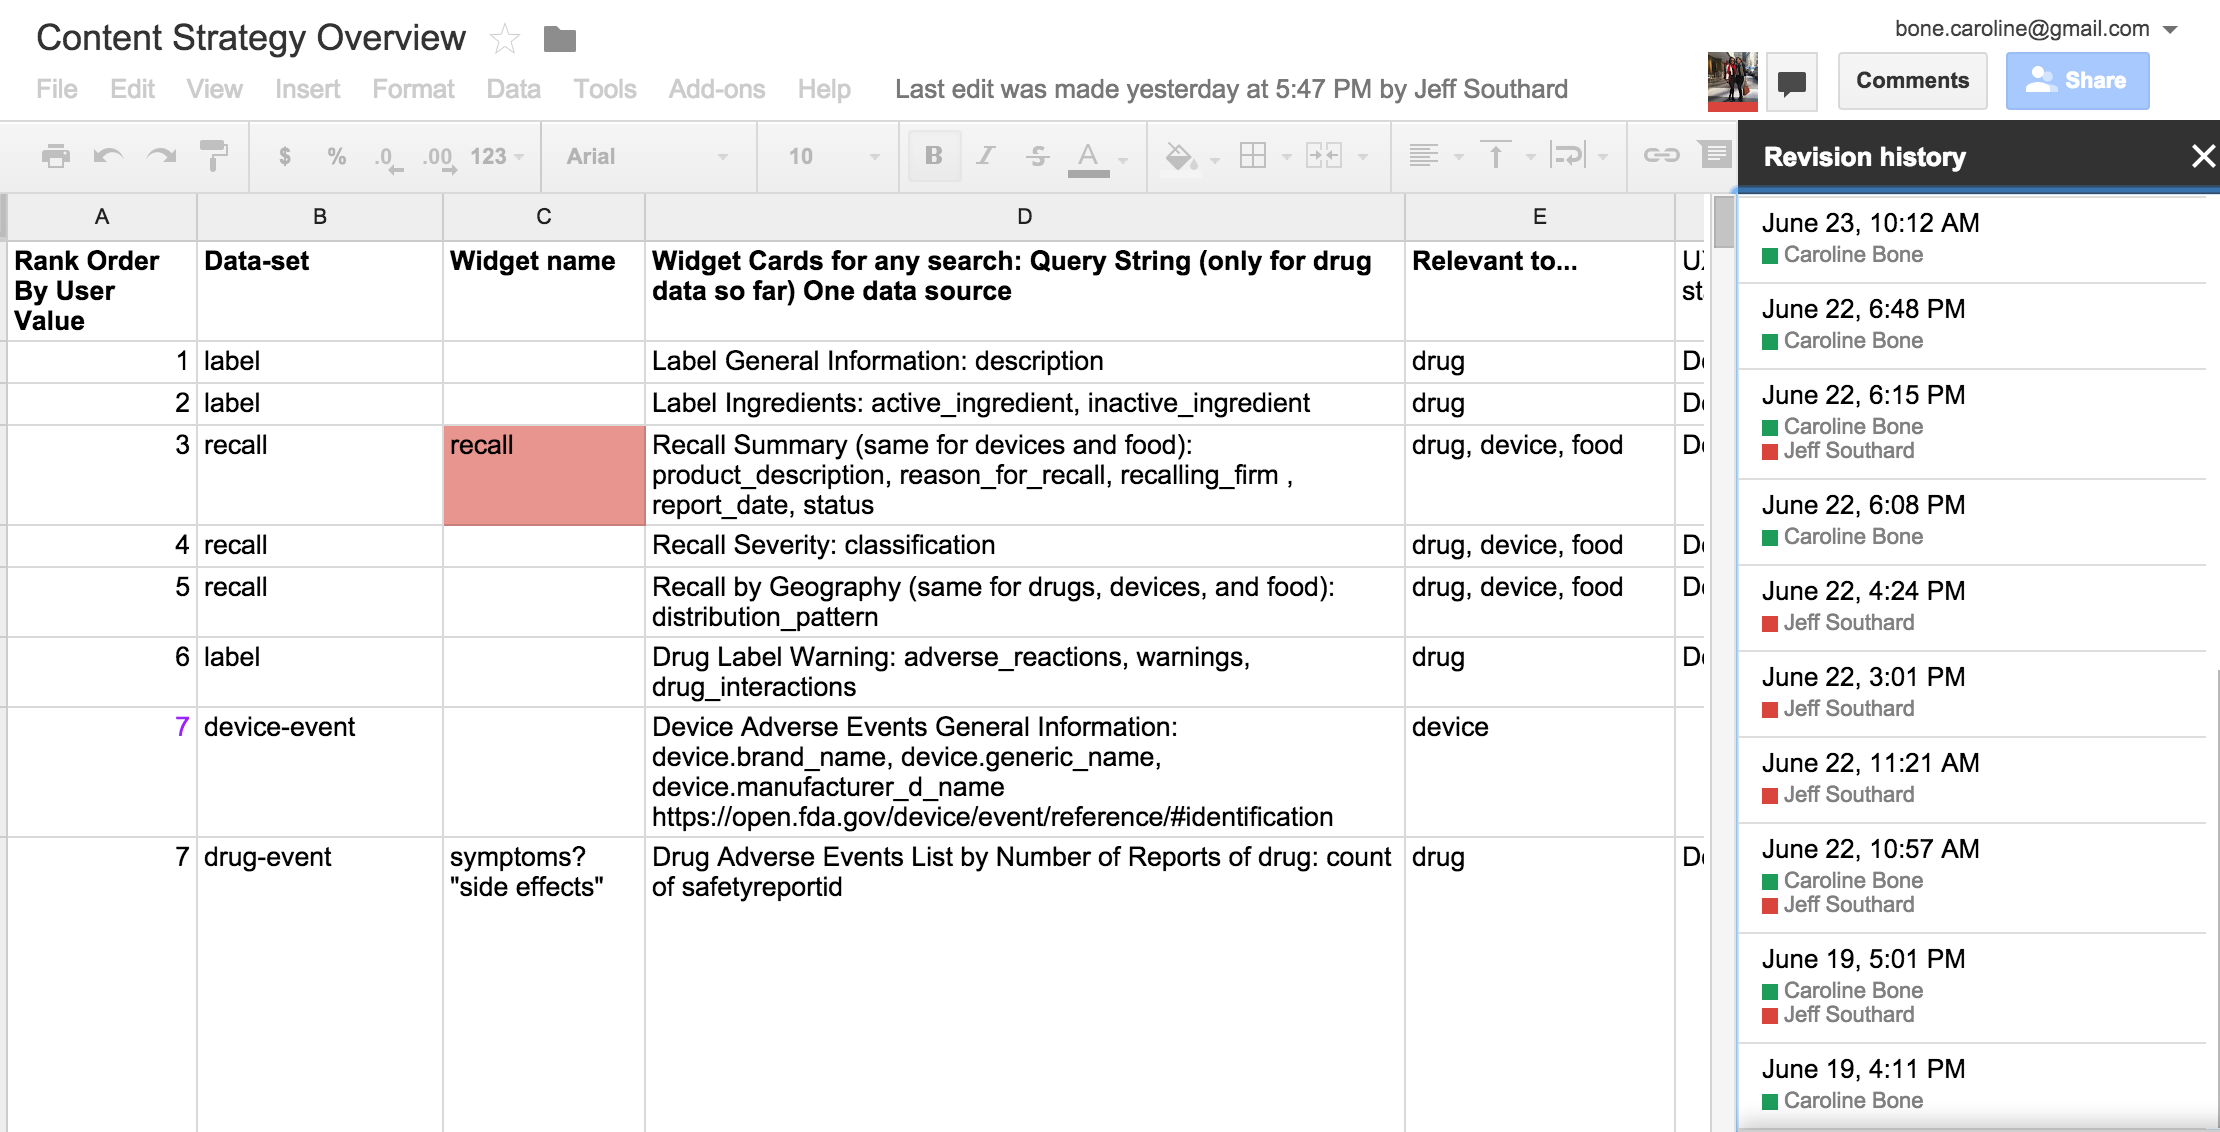 Content Strategy Overview
bone.caroline@gmail.com
File Edit View Insert Format Data Tools Add-ons Help Last edit was made yesterday at 5:47 PM by Jeff Southard
Comments
Share
$ % .0 .00 123 Arial 10 B I S A
Revision history
A B C D E
Rank Order
By User
Value
Data-set
Widget name
Widget Cards for any search: Query String (only for drug
data so far) One data source
Relevant to...
1 label Label General Information: description drug
2 label Label Ingredients: active_ingredient, inactive_ingredient drug
3 recall recall Recall Summary (same for devices and food): drug, device, food
product_description, reason_for_recall, recalling_firm ,
report_date, status
4 recall Recall Severity: classification drug, device, food
5 recall Recall by Geography (same for drugs, devices, and food): drug, device, food
distribution_pattern
6 label Drug Label Warning: adverse_reactions, warnings, drug
drug_interactions
7 device-event Device Adverse Events General Information: device
device.brand_name, device.generic_name,
device.manufacturer_d_name
https://open.fda.gov/device/event/reference/#identification
7 drug-event symptoms? Drug Adverse Events List by Number of Reports of drug: count drug
"side effects" of safetyreportid
June 23, 10:12 AM
Caroline Bone
June 22, 6:48 PM
Caroline Bone
June 22, 6:15 PM
Caroline Bone
Jeff Southard
June 22, 6:08 PM
Caroline Bone
June 22, 4:24 PM
Jeff Southard
June 22, 3:01 PM
Jeff Southard
June 22, 11:21 AM
Jeff Southard
June 22, 10:57 AM
Caroline Bone
Jeff Southard
June 19, 5:01 PM
Caroline Bone
Jeff Southard
June 19, 4:11 PM
Caroline Bone